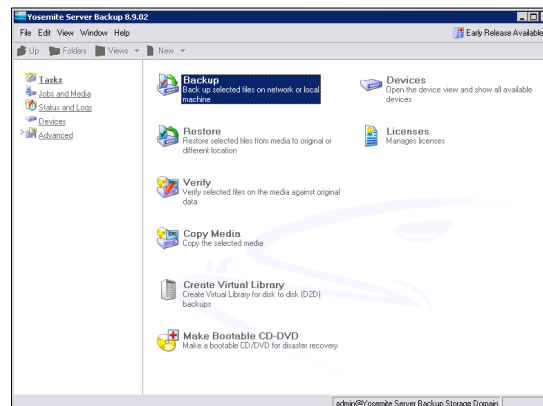 Yosemite Server Backup 8.9.02
File Edit View Window Help
Early Release Available
Up Folders Views New
Tasks
Jobs and Media
Status and Logs
Devices
Advanced
Backup
Back up selected files on network or local
machine
Devices
Open the device view and show all available
devices
Restore
Restore selected files from media to original or
different location
Licenses
Manages licenses
Verify
Verify selected files on the media against original
data
Copy Media
Copy the selected media
Create Virtual Library
Create Virtual Library for disk to disk (D2D)
backups
Make Bootable CD-DVD
Make a bootable CD/DVD for disaster recovery
admin@Yosemite Server Backup Storage Domain